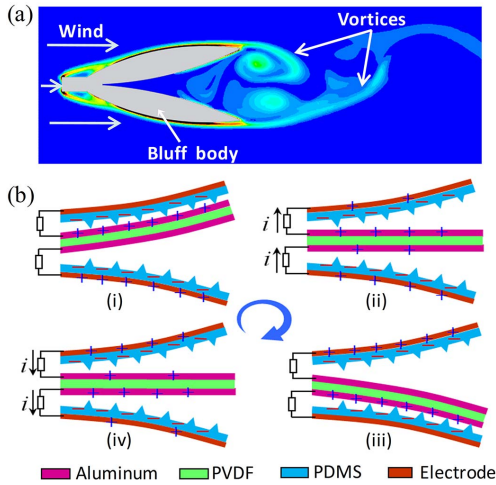 (a)
Wind
Vortices
Bluff body
(b)
(i)
i
i
(ii)
i
i
(iv)
(iii)
Aluminum PVDF PDMS Electrode